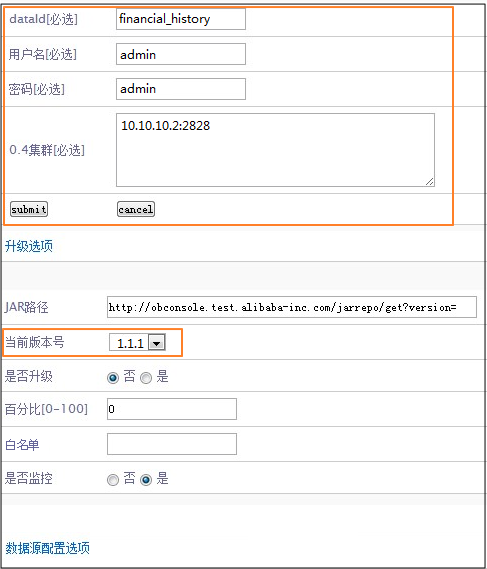 dataId[必选] financial_history
用户名[必选] admin
密码[必选] admin
0.4集群[必选] 10.10.10.2:2828
submit cancel
升级选项
JAR路径 http://obconsole.test.alibaba-inc.com/jarrepo/get?version=
当前版本号 1.1.1
是否升级 否 是
百分比[0-100] 0
白名单
是否监控 否 是
数据源配置选项